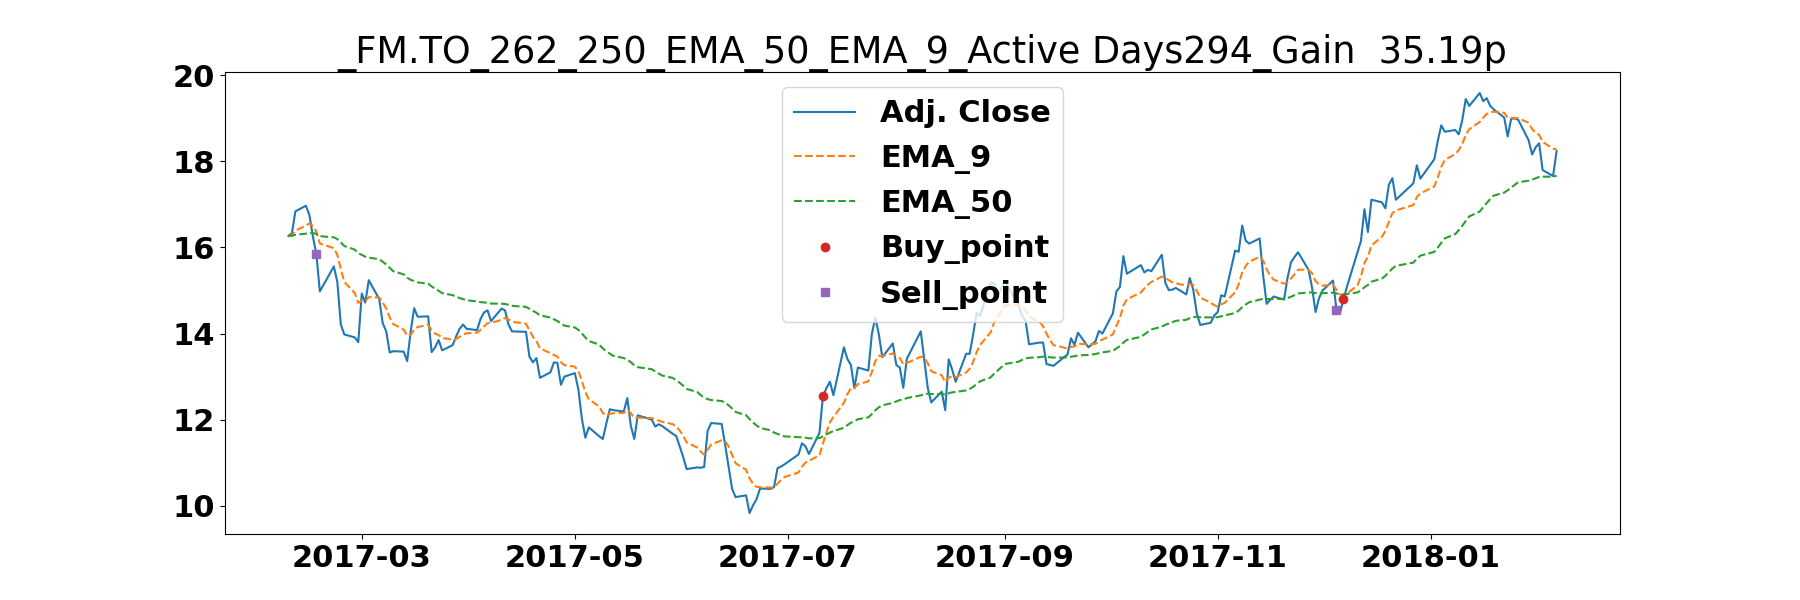 _FM.TO_262_250_EMA_50_EMA_9_Active Days294_Gain  35.19p
20
18
16
14
12
10
Adj. Close
EMA_9
EMA_50
Buy_point
Sell_point
2017-03 2017-05 2017-07 2017-09 2017-11 2018-01